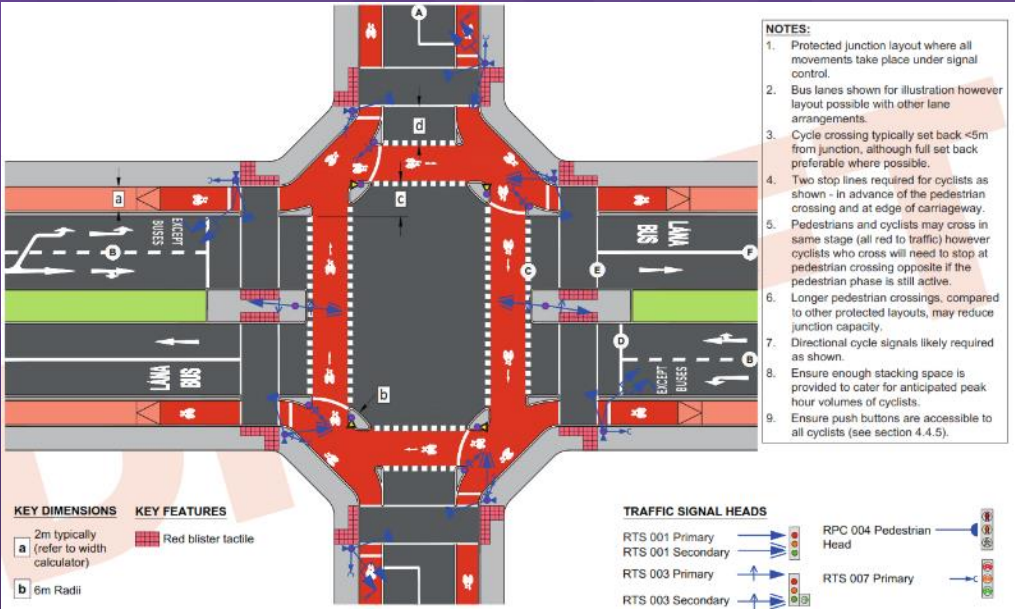 NOTES:
1. Protected junction layout where all
movements take place under signal
control.
2. Bus lanes shown for illustration however
layout possible with other lane
arrangements.
3. Cycle crossing typically set back <5m
from junction, although full set back
preferable where possible.
4. Two stop lines required for cyclists as
shown - in advance of the pedestrian
crossing and at edge of carriageway.
5. Pedestrians and cyclists may cross in
same stage (all red to traffic) however
cyclists who cross will need to stop at
pedestrian crossing opposite if the
pedestrian phase is still active.
6. Longer pedestrian crossings, compared
to other protected layouts, may reduce
junction capacity.
7. Directional cycle signals likely required
as shown.
8. Ensure enough stacking space is
provided to cater for anticipated peak
hour volumes of cyclists.
9. Ensure push buttons are accessible to
all cyclists (see section 4.4.5).
A
d
a
c
EXCEPT
BUSES
B
C
E
LÁNA
BUS
F
D
B
LÁNA
BUS
EXCEPT
BUSES
b
DRAFT
KEY DIMENSIONS
a 2m typically
(refer to width
calculator)
b 6m Radii
KEY FEATURES
Red blister tactile
TRAFFIC SIGNAL HEADS
RTS 001 Primary
RTS 001 Secondary
RTS 003 Primary
RTS 003 Secondary
RPC 004 Pedestrian
Head
RTS 007 Primary